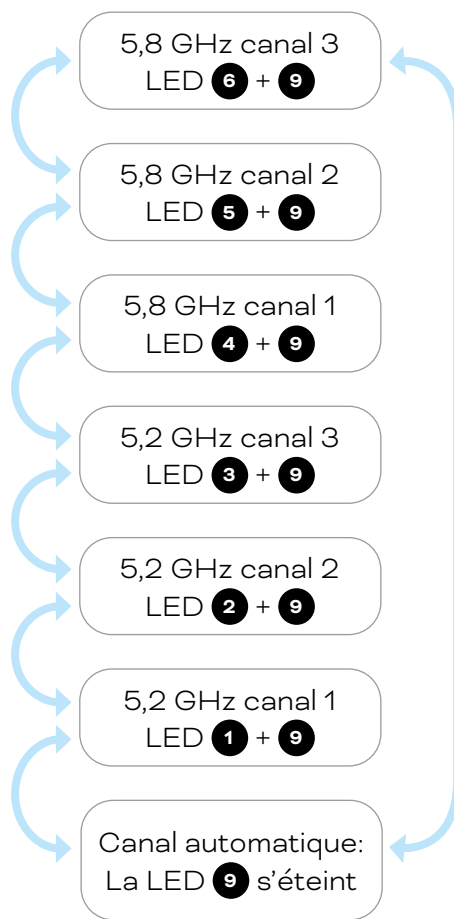 5,8 GHz canal 3
LED 6 + 9
5,8 GHz canal 2
LED 5 + 9
5,8 GHz canal 1
LED 4 + 9
5,2 GHz canal 3
LED 3 + 9
5,2 GHz canal 2
LED 2 + 9
5,2 GHz canal 1
LED 1 + 9
Canal automatique:
La LED 9 s’éteint